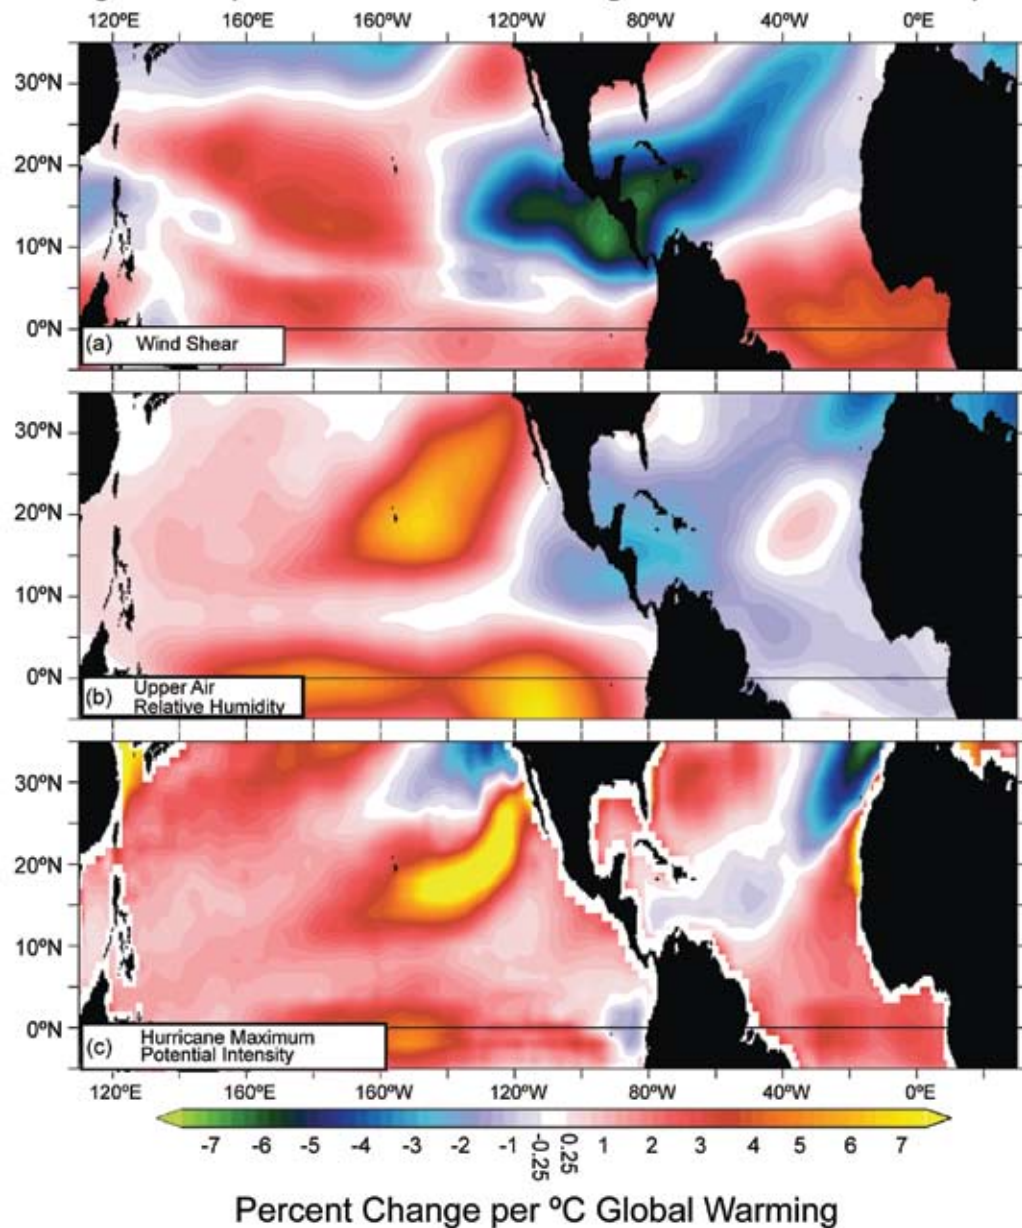 120ºE 160ºE 160ºW 120ºW 80ºW 40ºW 0ºE
30ºN
20ºN
10ºN
0ºN
(a) Wind Shear
30ºN
20ºN
10ºN
0ºN
(b) Upper Air
Relative Humidity
30ºN
20ºN
10ºN
0ºN
(c) Hurricane Maximum
Potential Intensity
120ºE 160ºE 160ºW 120ºW 80ºW 40ºW 0ºE
-7 -6 -5 -4 -3 -2 -1 -0.25 0.25 1 2 3 4 5 6 7
Percent Change per ºC Global Warming